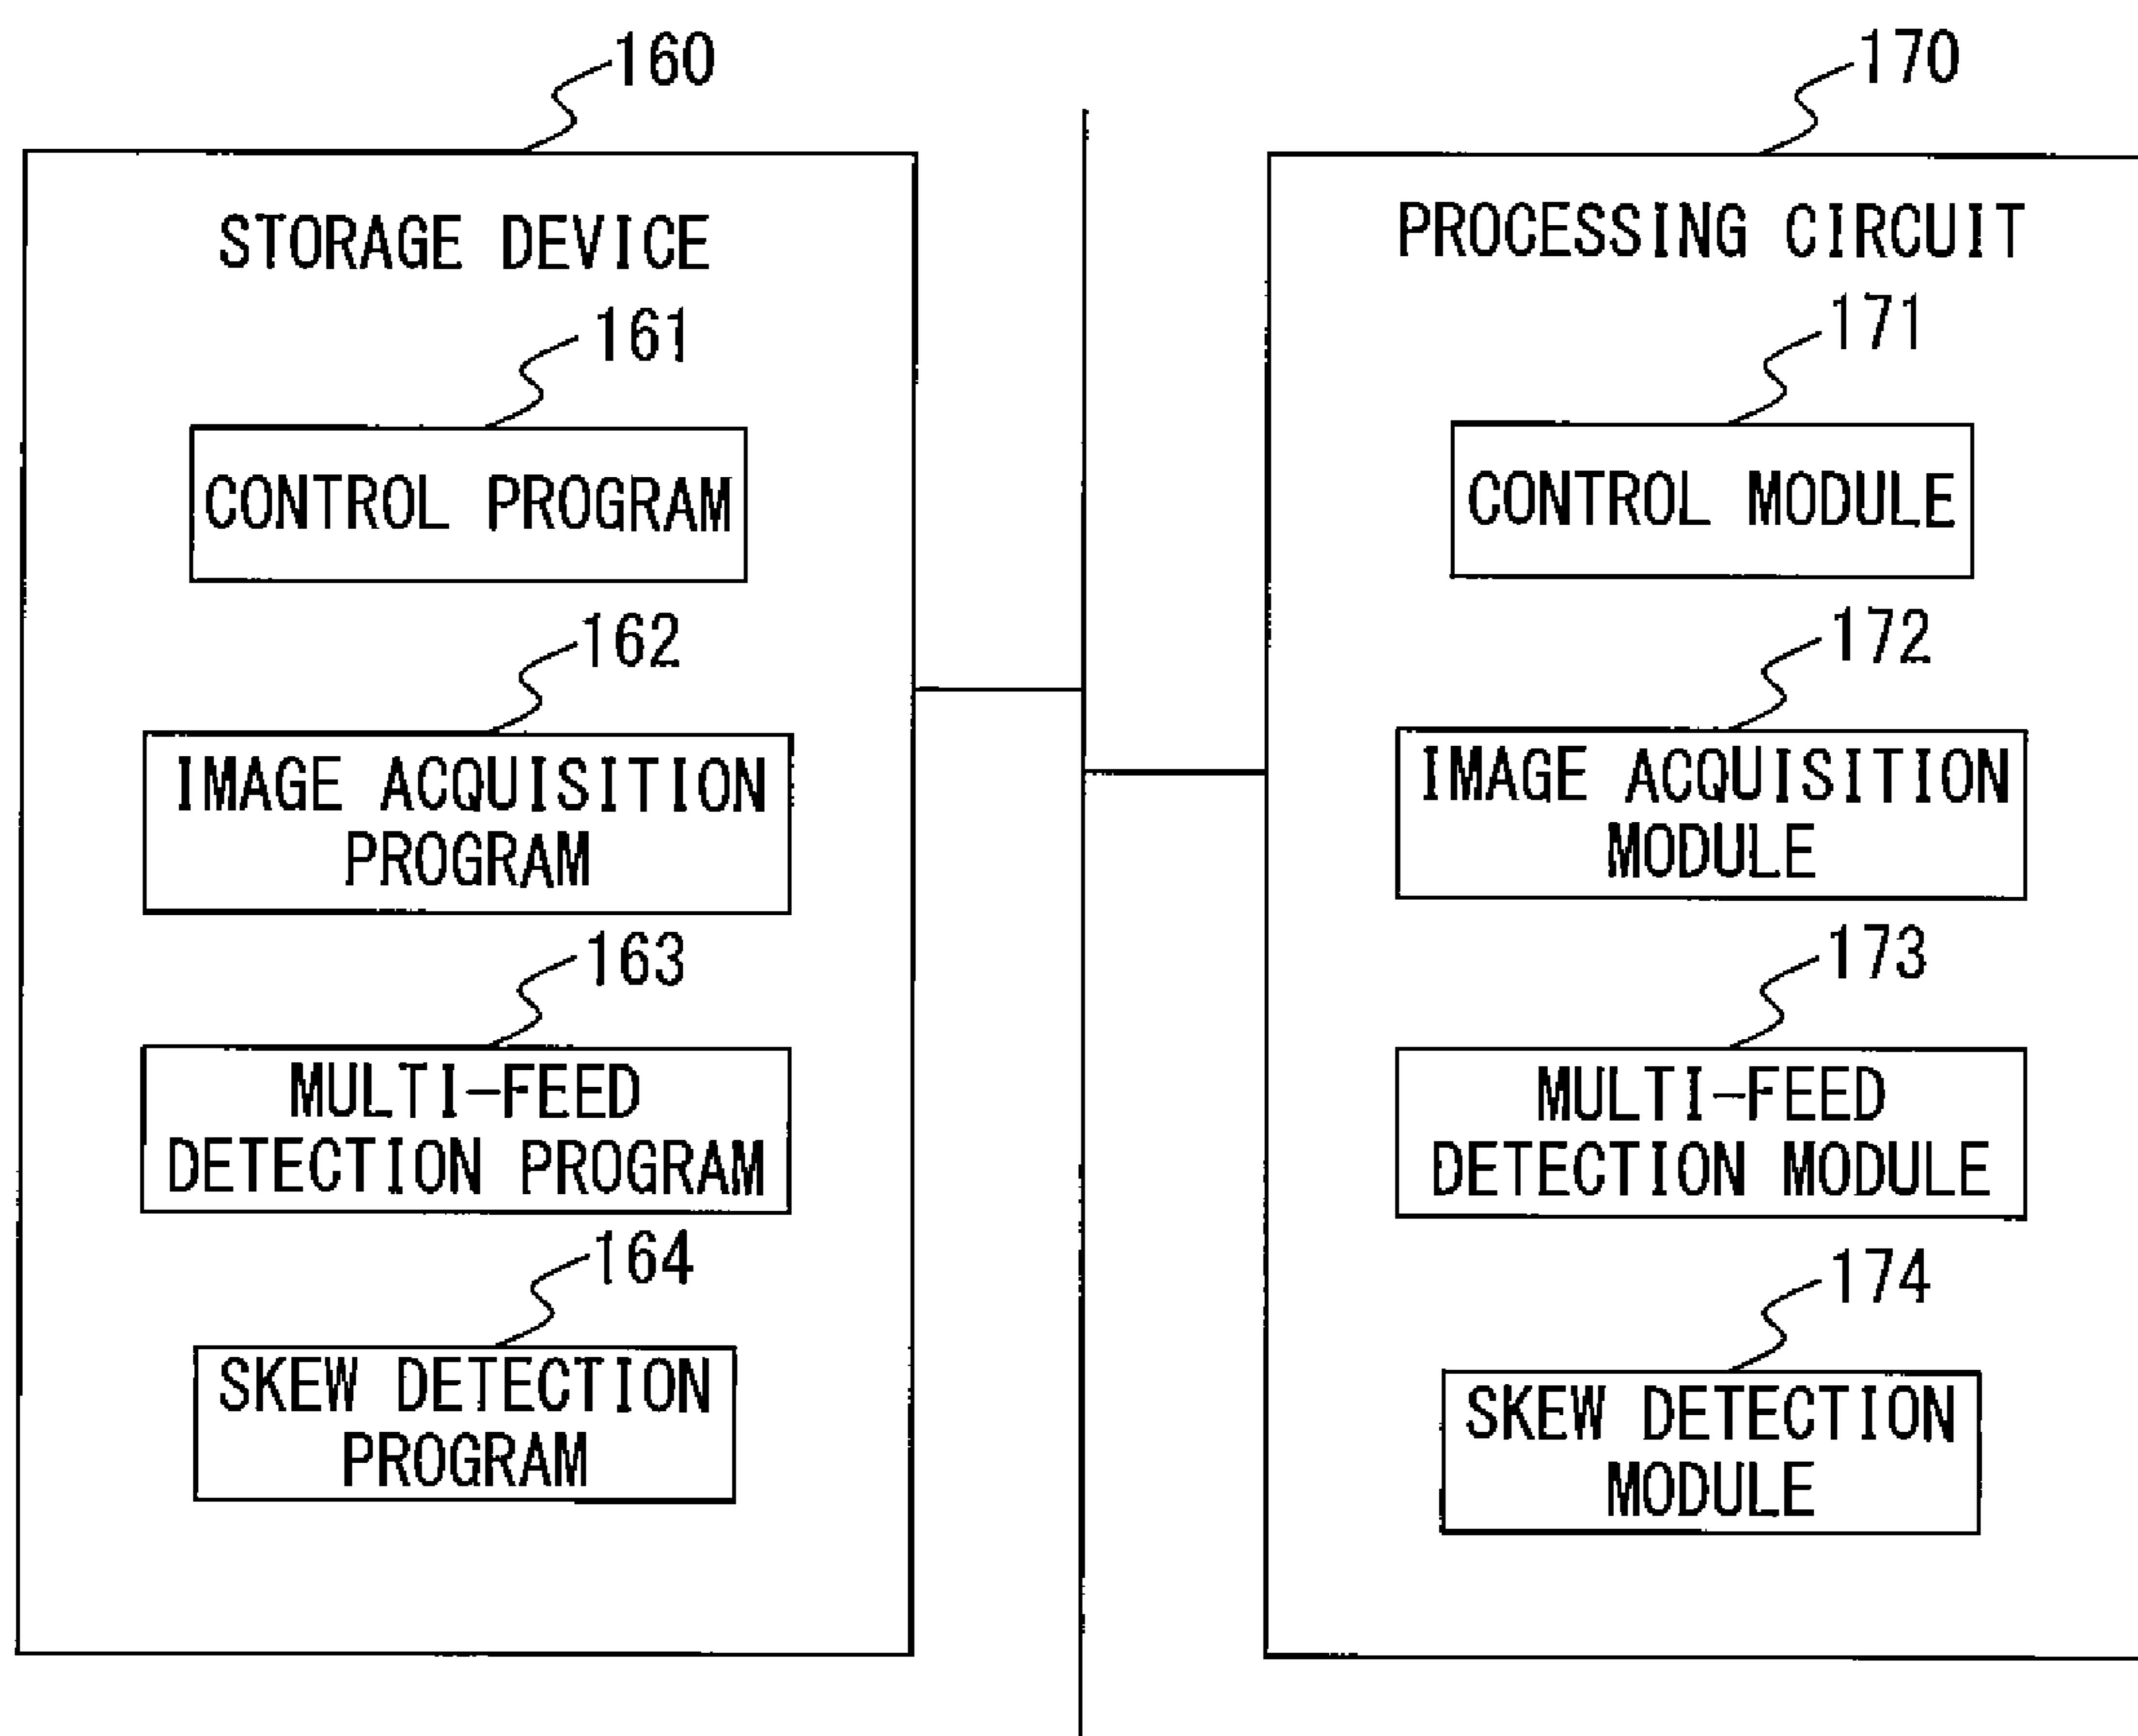 160
STORAGE DEVICE
161
CONTROL PROGRAM
162
IMAGE ACQUISITION
PROGRAM
163
MULTI-FEED
DETECTION PROGRAM
164
SKEW DETECTION
PROGRAM
170
PROCESSING CIRCUIT
171
CONTROL MODULE
172
IMAGE ACQUISITION
MODULE
173
MULTI-FEED
DETECTION MODULE
174
SKEW DETECTION
MODULE